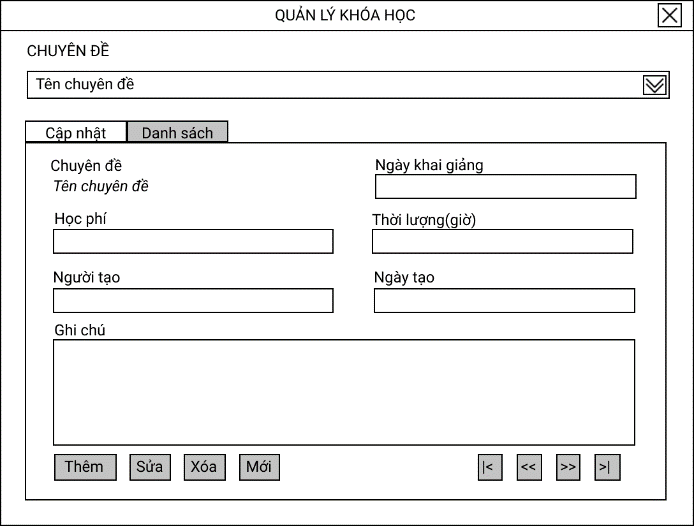 QUẢN LÝ KHÓA HỌC
CHUYÊN ĐỀ
Tên chuyên đề
Cập nhật Danh sách
Chuyên đề Ngày khai giảng
Tên chuyên đề
Học phí Thời lượng(giờ)
Người tạo Ngày tạo
Ghi chú
Thêm Sửa Xóa Mới |< << >> >|